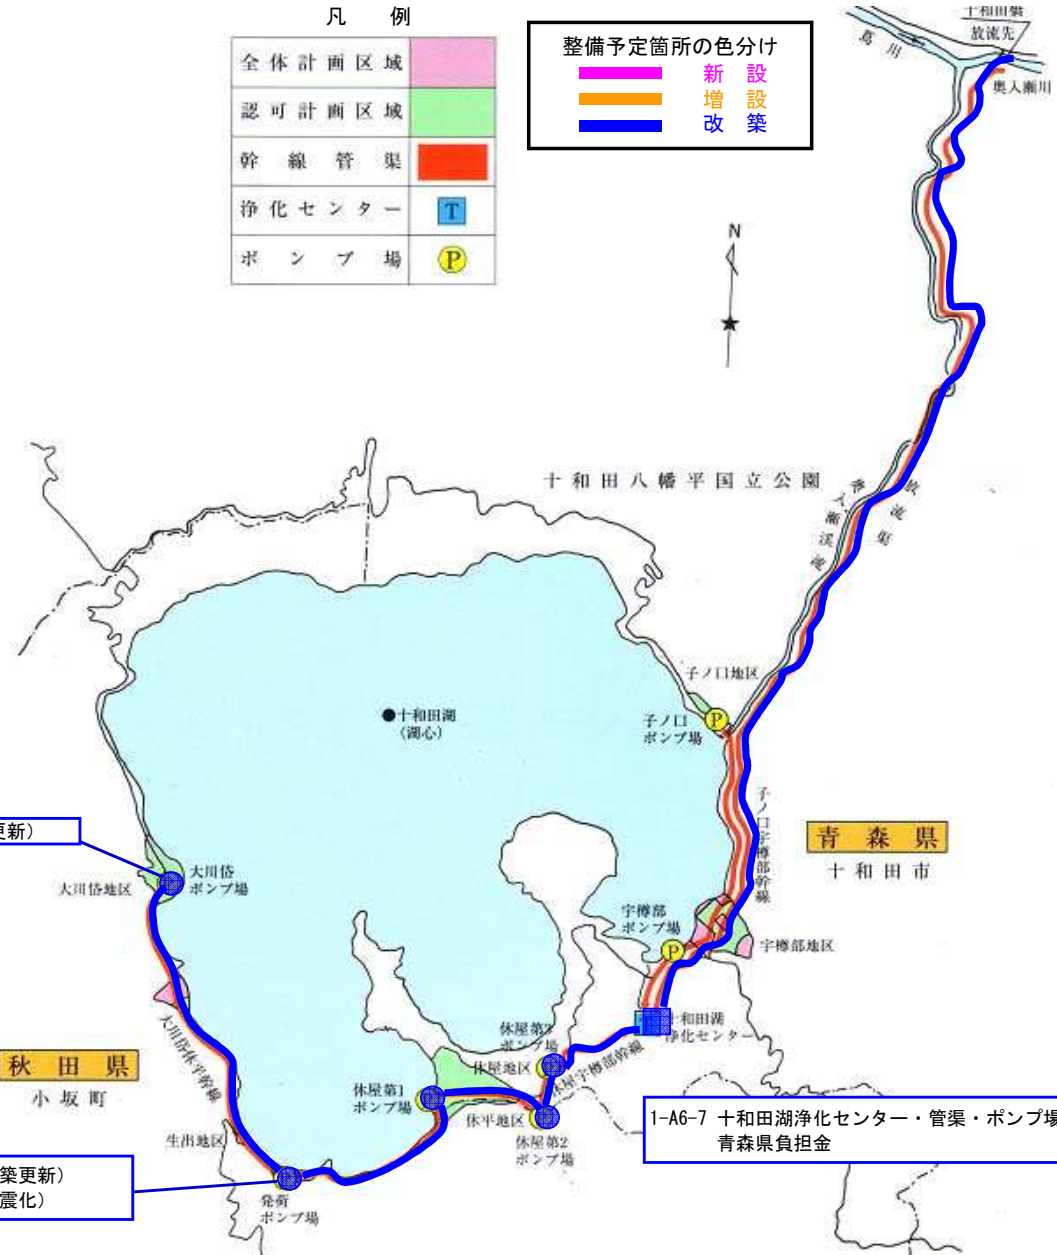 凡 例
全体計画区域
認可計画区域
幹線管渠
浄化センター
T
ポンプ場
P
整備予定箇所の色分け
新設
増設
改築
十和田橋
放流先
蔦川
奥入瀬川
N
十和田八幡平国立公園
奥入瀬渓流
放流渠
子ノ口地区
子ノ口
ポンプ場
P
●十和田湖
(湖心)
子ノ口宇樽部幹線
青森県
十和田市
更新)
大川岱地区
大川岱
ポンプ場
宇樽部
ポンプ場
P
宇樽部地区
十和田湖
浄化センター
大川岱休平幹線
秋田県
小坂町
休屋第3
ポンプ場
休屋地区
休屋宇樽部幹線
休屋第1
ポンプ場
休平地区
休屋第2
ポンプ場
1-A6-7 十和田湖浄化センター・管渠・ポンプ場
青森県負担金
生出地区
築更新)
震化)
発荷
ポンプ場